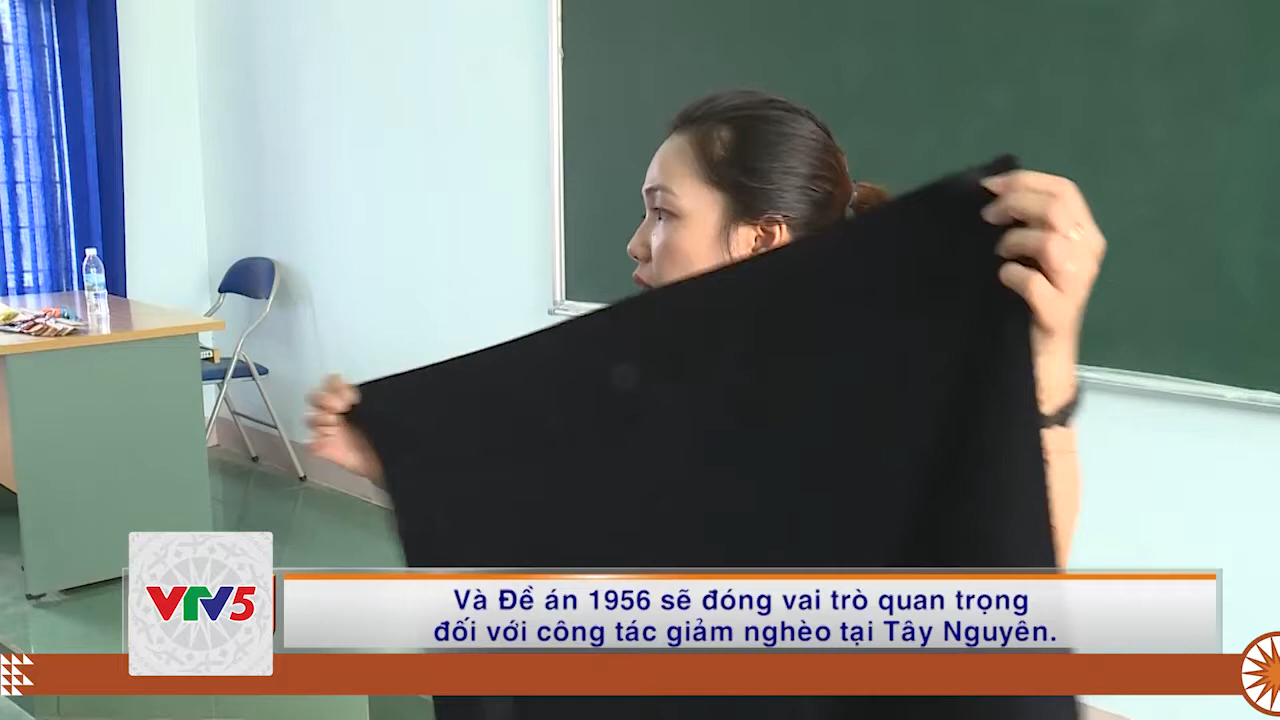 VTV5
Và Đề án 1956 sẽ đóng vai trò quan trọng
đối với công tác giảm nghèo tại Tây Nguyên.